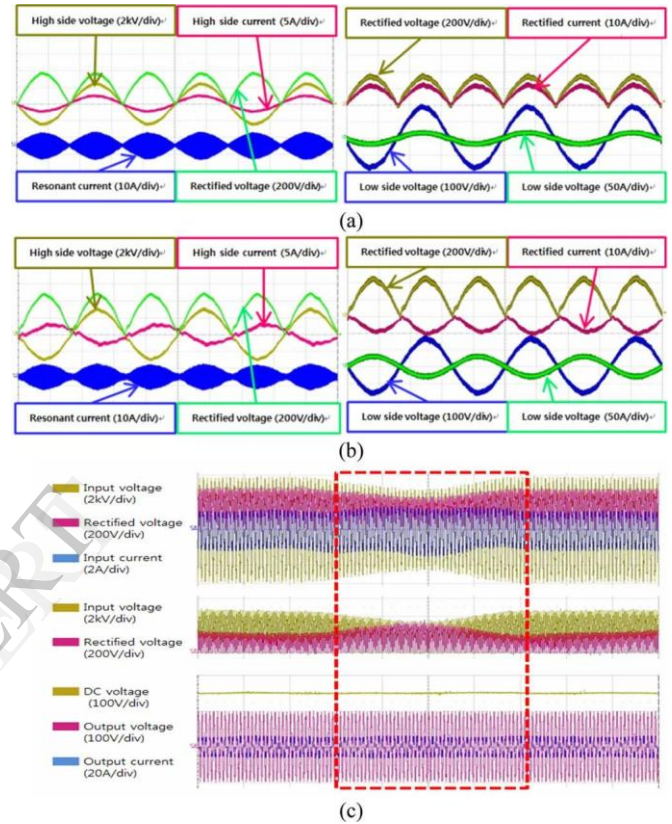 High side voltage (2kV/div)
High side current (5A/div)
Rectified voltage (200V/div)
Rectified current (10A/div)
Resonant current (10A/div)
Rectified voltage (200V/div)
Low side voltage (100V/div)
Low side voltage (50A/div)
(a)
High side voltage (2kV/div)
High side current (5A/div)
Rectified voltage (200V/div)
Rectified current (10A/div)
Resonant current (10A/div)
Rectified voltage (200V/div)
Low side voltage (100V/div)
Low side voltage (50A/div)
(b)
Input voltage
(2kV/div)
Rectified voltage
(200V/div)
Input current
(2A/div)
Input voltage
(2kV/div)
Rectified voltage
(200V/div)
DC voltage
(100V/div)
Output voltage
(100V/div)
Output current
(20A/div)
(c)